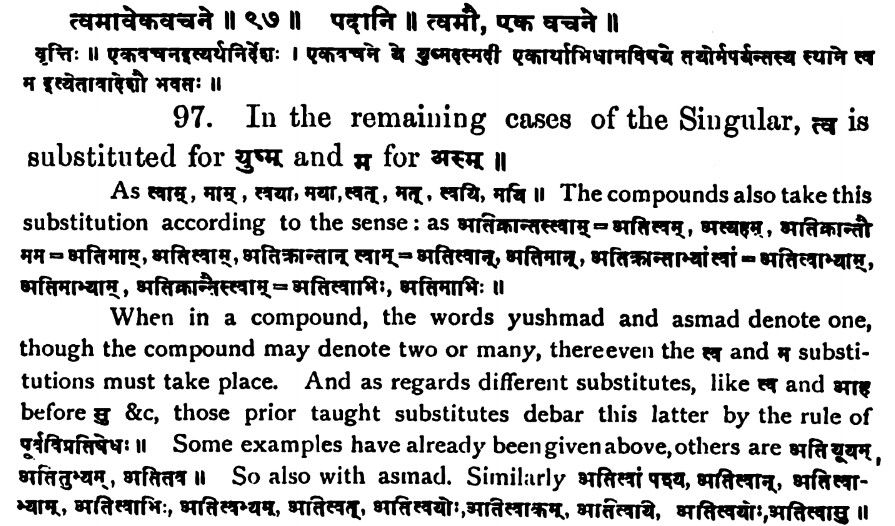 त्वमावेकवचने ॥ ९७ ॥ पदानि ॥ त्वमौ, एक वचने ॥
वृत्तिः ॥ एकवचनइत्यर्थनिर्देशः । एकवचने ये युष्मदस्मदी एकार्थाभिधानविषये तयोर्मपर्यन्तस्य स्थाने त्व
म इत्येतावादेशौ भवतः ॥
97. In the remaining cases of the Singular, त्व is
substituted for युष्म् and म for अस्म् ॥
As त्वाम्, माम्, त्वया, मया, त्वत्, मत्, त्वयि, मयि ॥ The compounds also take this
substitution according to the sense: as अतिक्रान्तस्त्वाम्=अतित्वम्, अत्यहम्, अतिक्रान्तौ
मम=अतिमाम्, अतित्वाम्, अतिक्रान्तान् त्वाम्=अतित्वान्, अतिमान्, अतिक्रान्ताभ्यां त्वां=अतित्वाभ्याम्,
अतिमाभ्याम्, अतिक्रान्तैस्त्वाम्=अतित्वाभिः, अतिमाभिः ॥
When in a compound, the words yushmad and asmad denote one,
though the compound may denote two or many, thereeven the त्व and म substi-
tutions must take place. And as regards different substitutes, like त्व and आह
before सु &c, those prior taught substitutes debar this latter by the rule of
पूर्वविप्रतिषेधः ॥ Some examples have already been given above, others are अतियूयम्,
अतितुभ्यम्, अतितव ॥ So also with asmad. Similarly अतित्वां पश्य, अतित्वान्, अतित्वा-
भ्याम्, अतित्वाभिः, अतित्वभ्यम्, अतित्वत्, अतित्वयोः, अतित्वाकम्, अतित्वयि, अतित्वयोः, अतित्वासु ॥